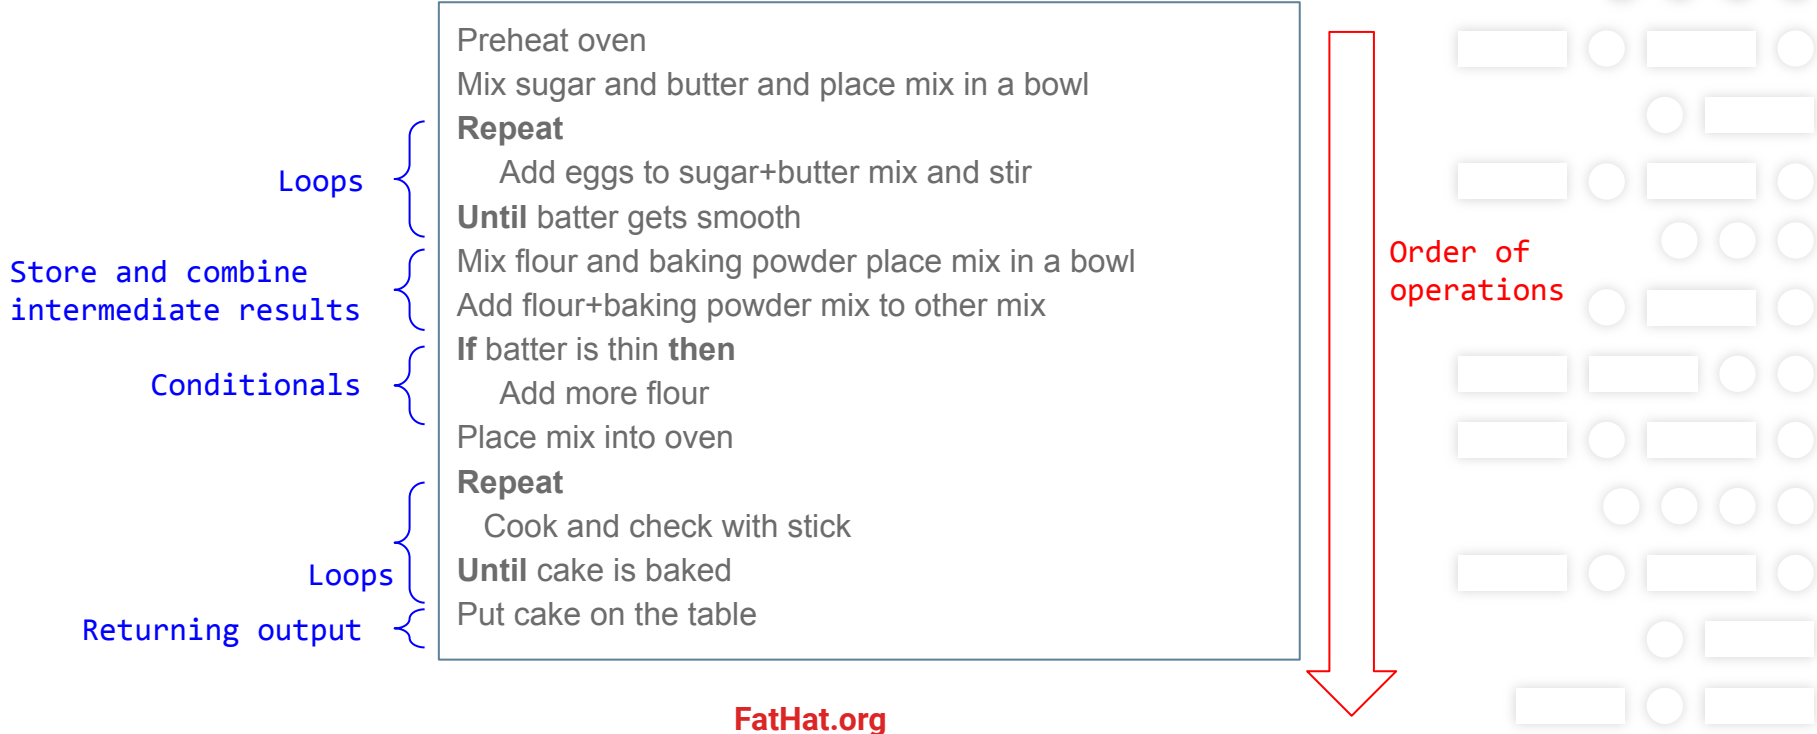 Preheat oven
Mix sugar and butter and place mix in a bowl
Repeat
Add eggs to sugar+butter mix and stir
Until batter gets smooth
Mix flour and baking powder place mix in a bowl
Add flour+baking powder mix to other mix
If batter is thin then
Add more flour
Place mix into oven
Repeat
Cook and check with stick
Until cake is baked
Put cake on the table
Loops
Store and combine
intermediate results
Conditionals
Loops
Returning output
Order of
operations
FatHat.org